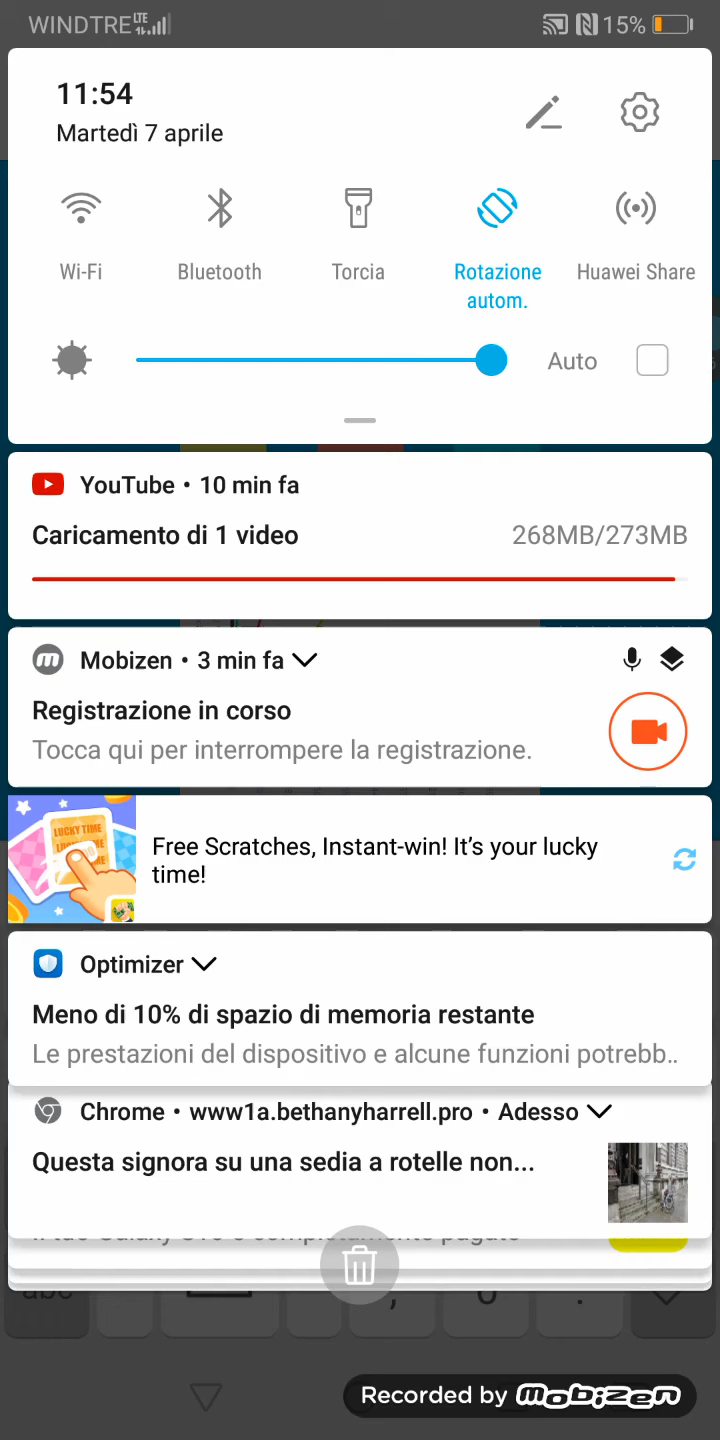 WINDTRE LTE 15%
11:54
Martedì 7 aprile
Wi-Fi Bluetooth Torcia Rotazione autom. Huawei Share
Auto
YouTube • 10 min fa
Caricamento di 1 video 268MB/273MB
Mobizen • 3 min fa
Registrazione in corso
Tocca qui per interrompere la registrazione.
LUCKY TIME
Free Scratches, Instant-win! It's your lucky
time!
Optimizer
Meno di 10% di spazio di memoria restante
Le prestazioni del dispositivo e alcune funzioni potrebb..
Chrome • www1a.bethanyharrell.pro • Adesso
Questa signora su una sedia a rotelle non...
abc
Recorded by mobizen